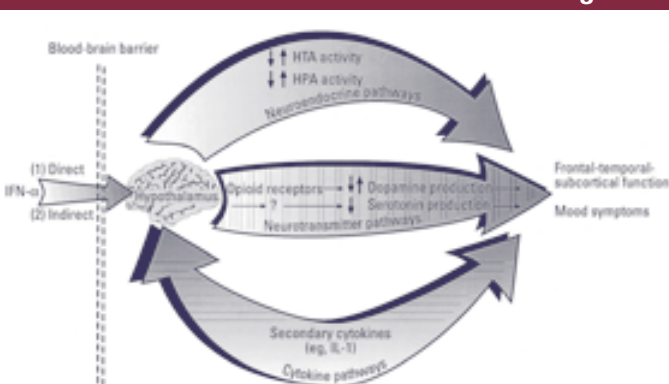 Blood-brain barrier
↓↑ HTA activity
↓↑ HPA activity
Neuroendocrine pathways
(1) Direct
IFN-α
(2) Indirect
Hypothalamus
Opioid receptors → ↓↑ Dopamine production →
? → ↓ Serotonin production →
Neurotransmitter pathways
Frontal-temporal-
subcortical function
Mood symptoms
Secondary cytokines
(eg, IL-1)
Cytokine pathways